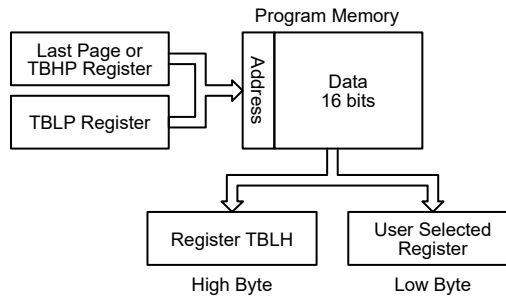 Program Memory
Last Page or
TBHP Register
TBLP Register
Address
Data
16 bits
Register TBLH
User Selected
Register
High Byte
Low Byte